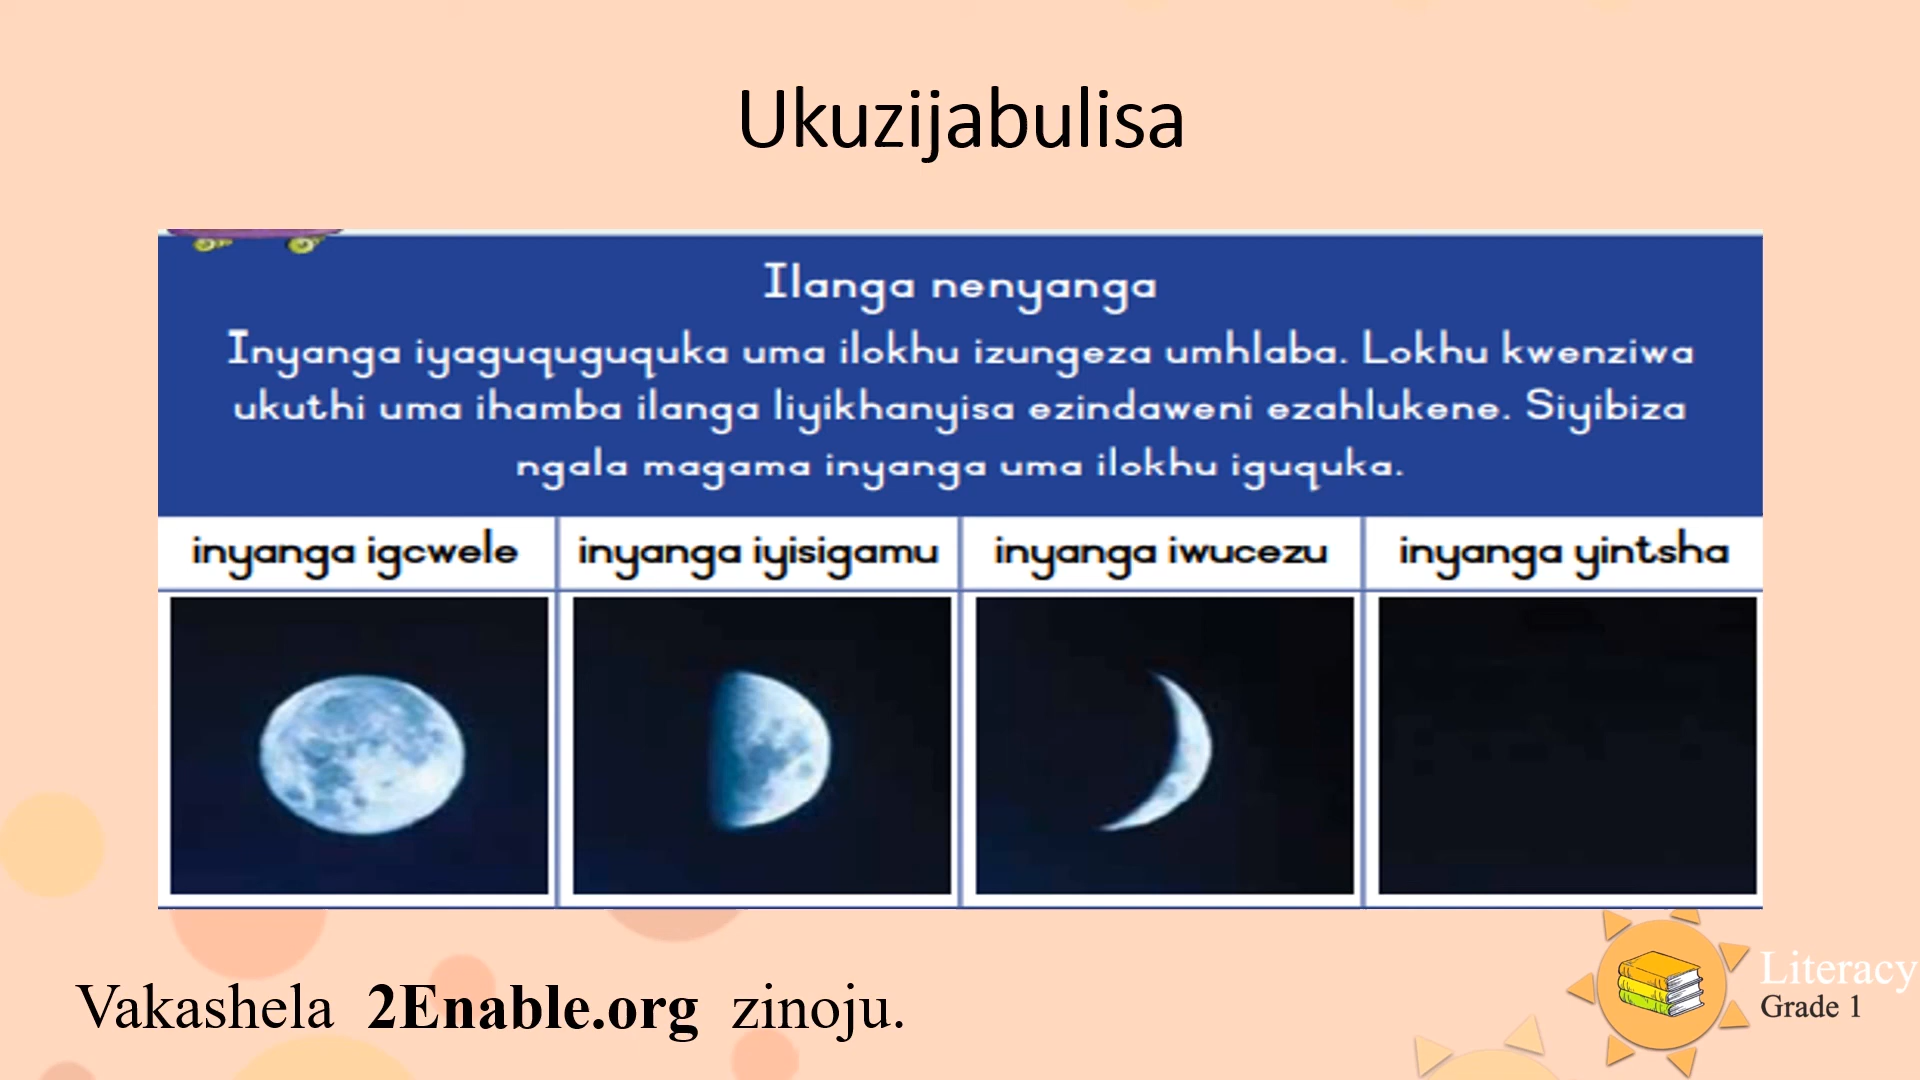 Ukuzijabulisa
Ilanga nenyanga
Inyanga iyaguquguquka uma ilokhu izungeza umhlaba. Lokhu kwenziwa
ukuthi uma ihamba ilanga liyikhanyisa ezindaweni ezahlukene. Siyibiza
ngala magama inyanga uma ilokhu iguquka.
inyanga igcwele
inyanga iyisigamu
inyanga iwucezu
inyanga yintsha
Vakashela 2Enable.org zinoju.
Literacy
Grade 1